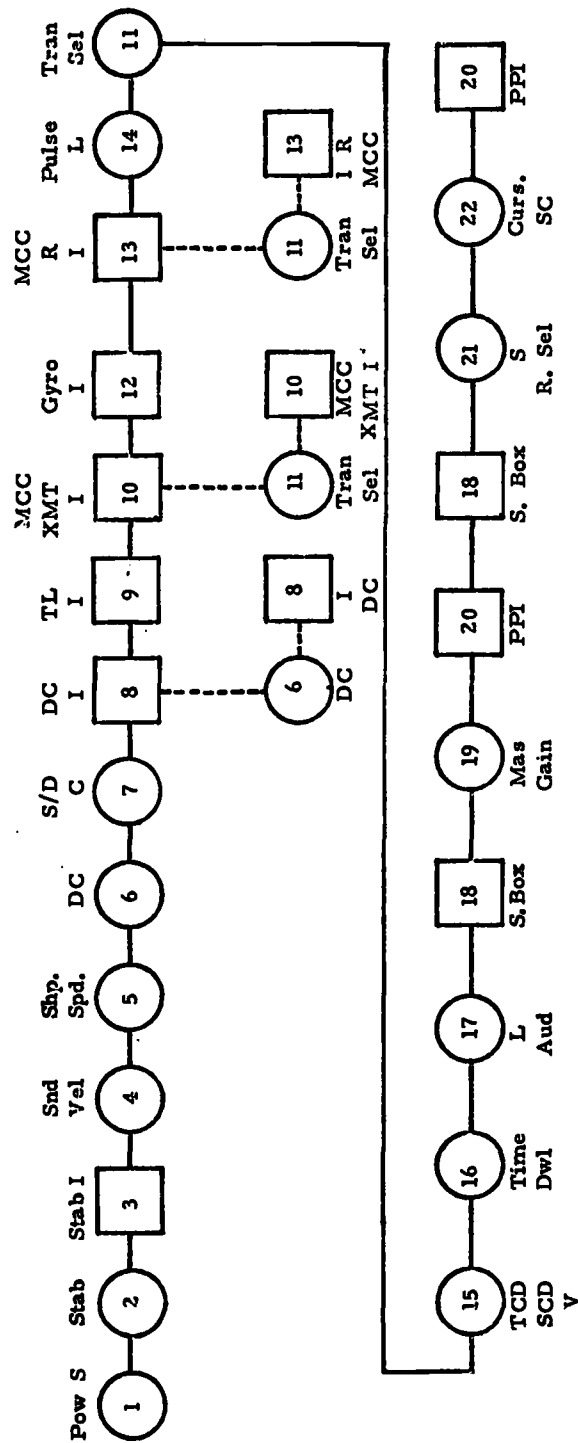 Pow S
1
Stab
2
Stab I
3
Snd
Vel
4
Shp.
Spd.
5
DC
6
S/D
C
7
DC
I
8
TL
I
9
MCC
XMT
I
10
Gyro
I
12
MCC
R
I
13
Pulse
L
14
Tran
Sel
11
6
DC
8
I
DC
11
Tran
Sel
10
MCC
XMT I
11
Tran
Sel
13
I R
MCC
15
TCD
SCD
V
16
Time
Dwl
17
L
Aud
18
S.Box
19
Mas
Gain
20
PPI
18
S. Box
21
S
R. Sel
22
Curs.
SC
20
PPI